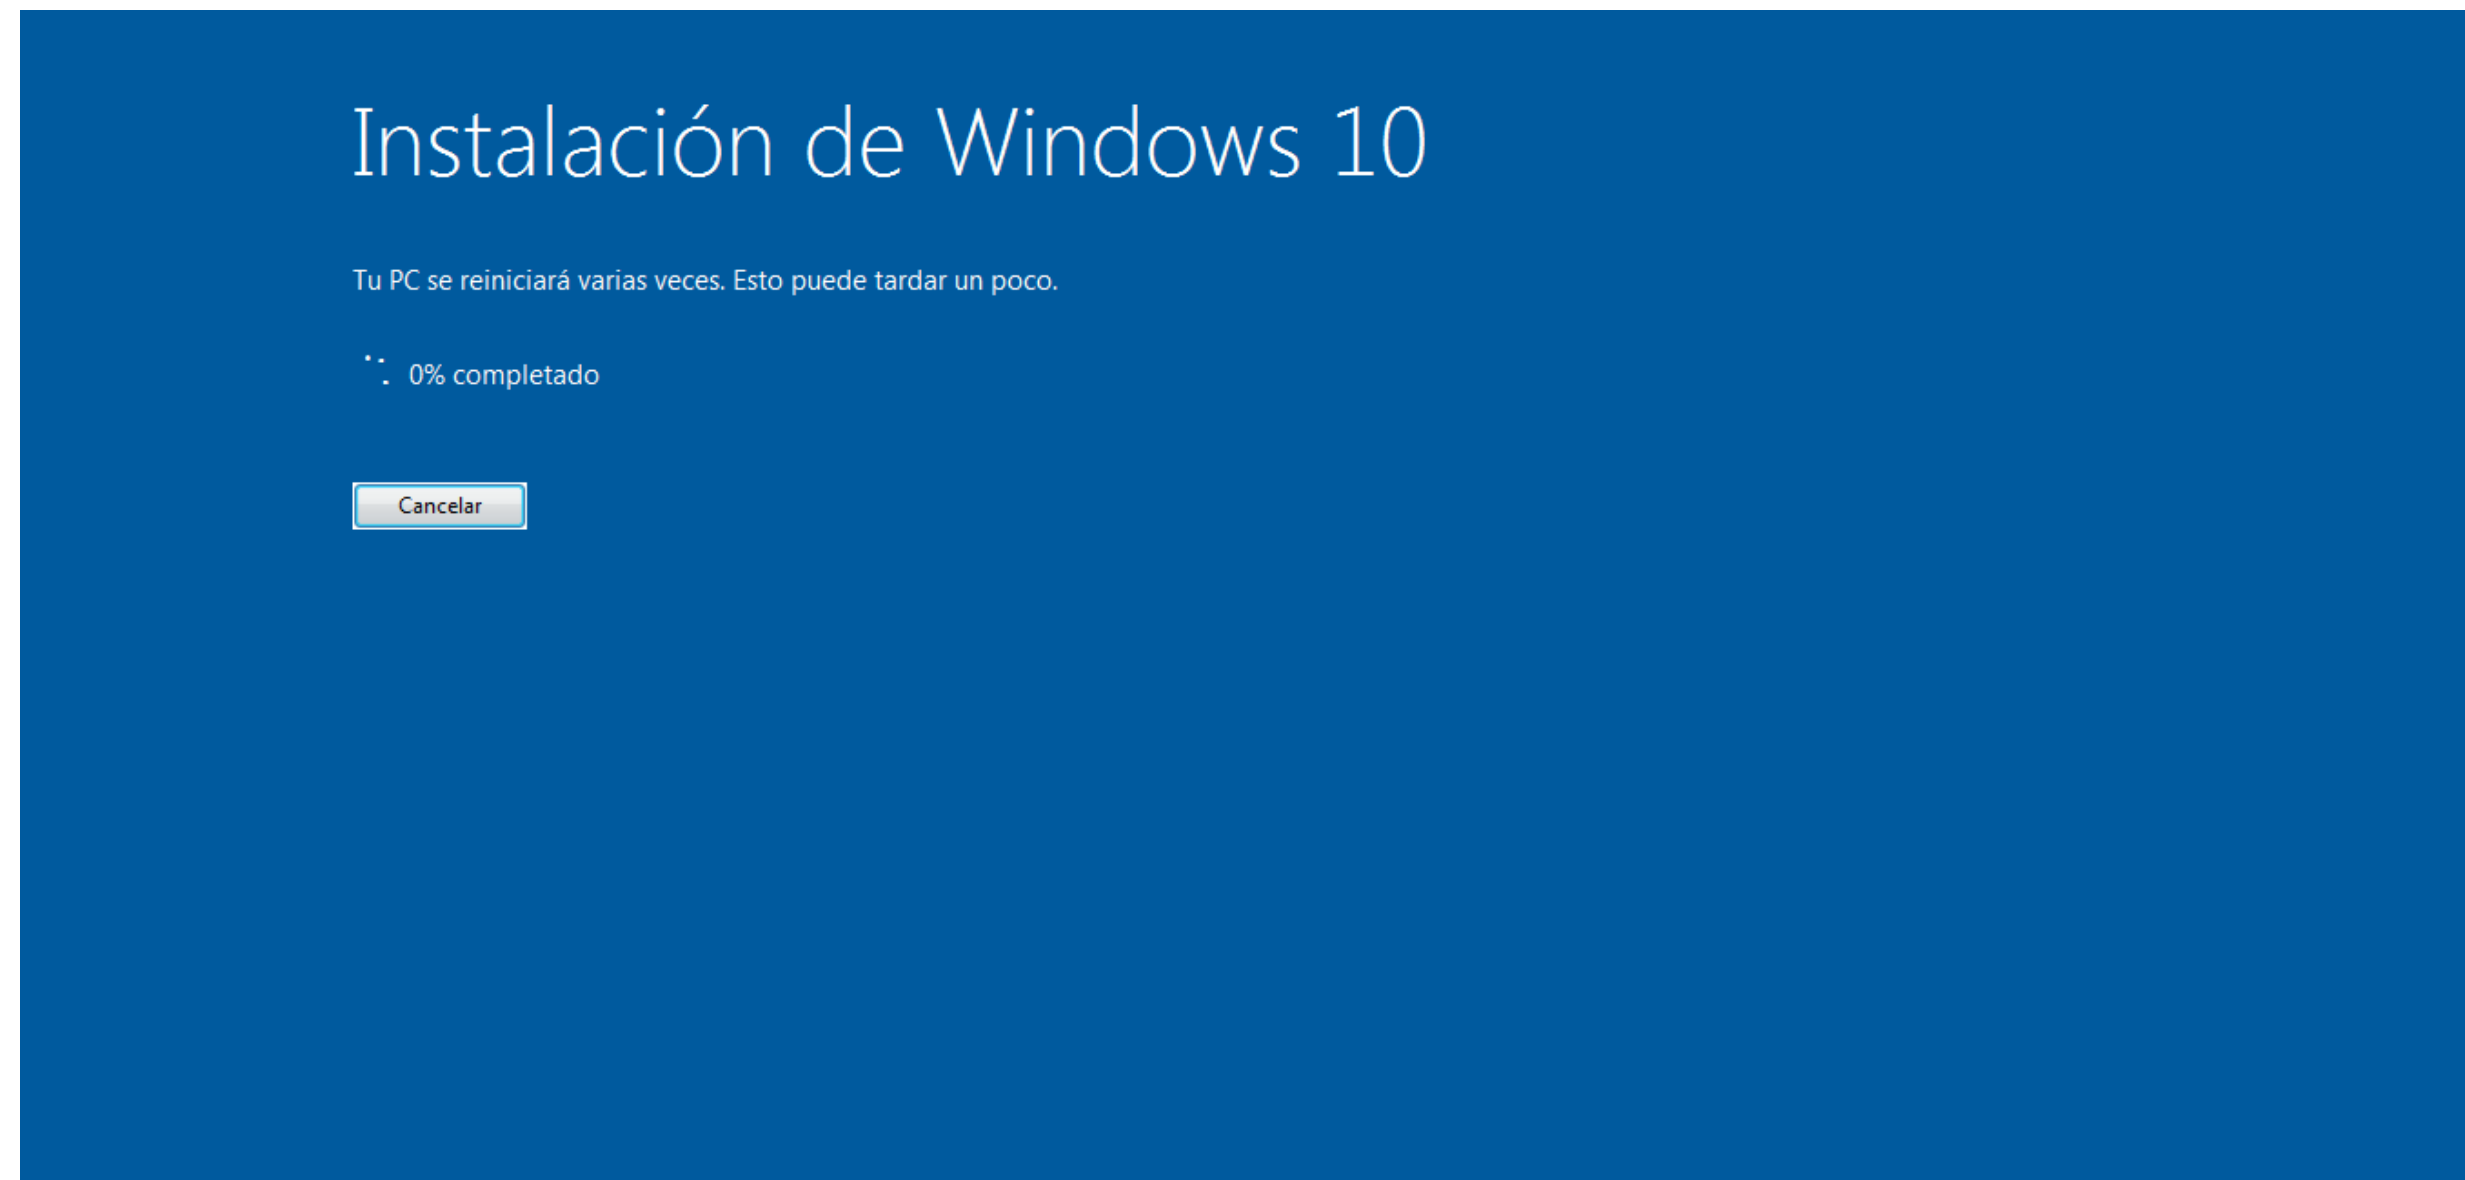 Instalación de Windows 10
Tu PC se reiniciará varias veces. Esto puede tardar un poco.
0% completado
Cancelar